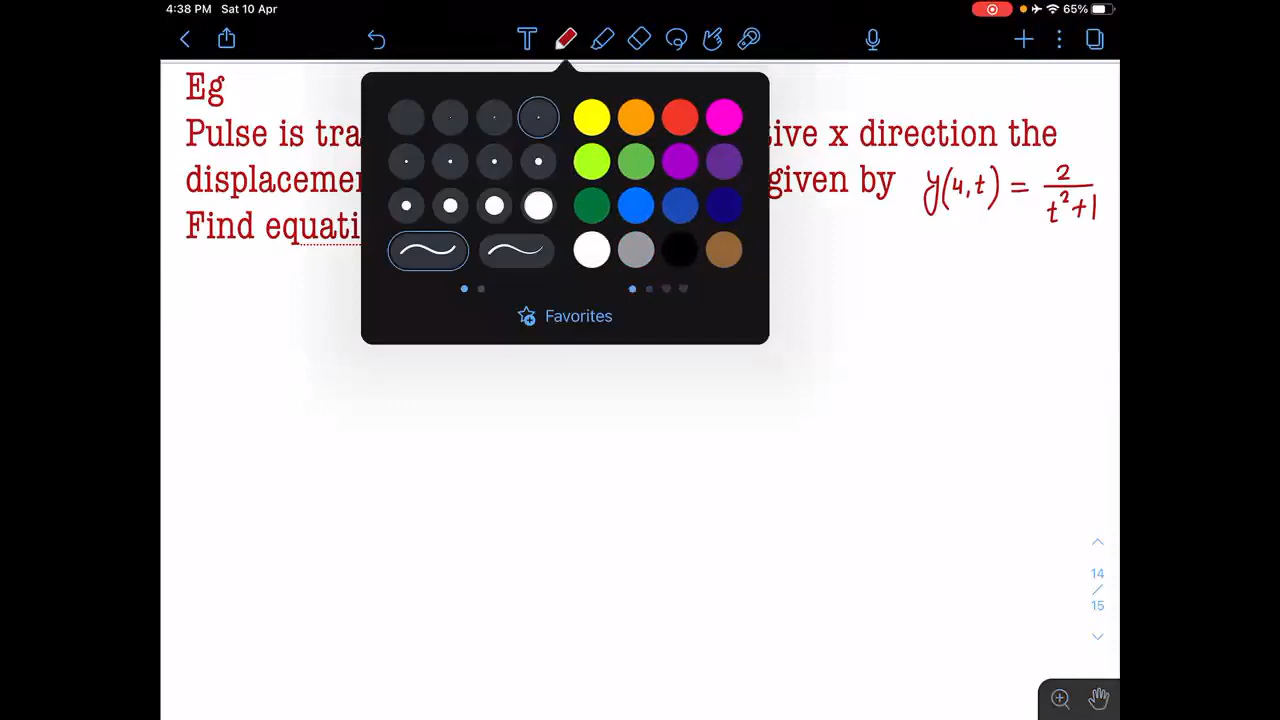 4:38 PM Sat 10 Apr
65%
Eg
Pulse is tra tive x direction the
displacemen given by y(4,t) = 2/(t²+1)
Find equati
Favorites
14
/
15